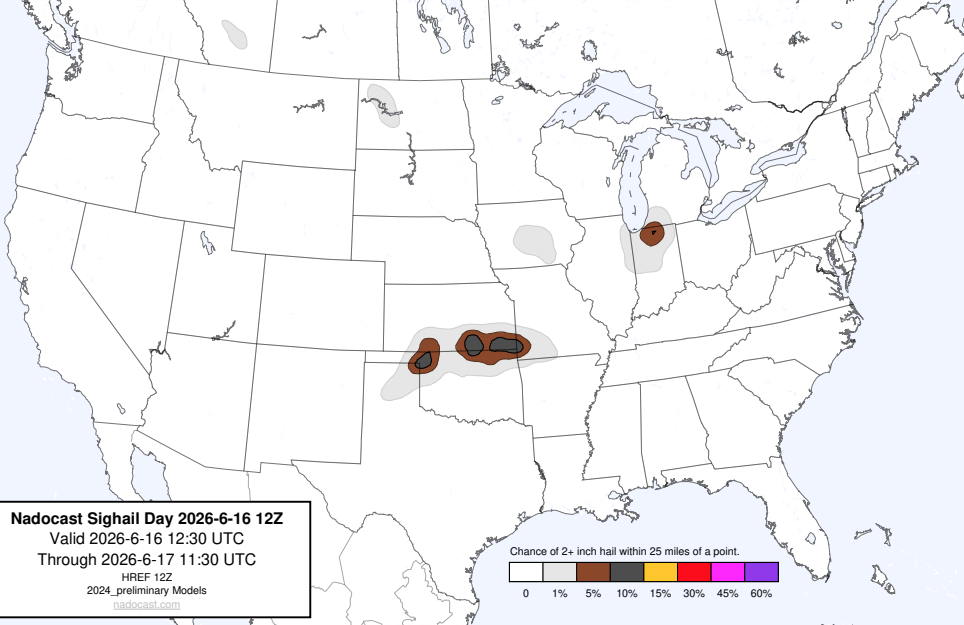 Nadocast Sighail Day 2026-6-16 12Z
Valid 2026-6-16 12:30 UTC
Through 2026-6-17 11:30 UTC
HREF 12Z
2024_preliminary Models
nadocast.com
Chance of 2+ inch hail within 25 miles of a point.
0 1% 5% 10% 15% 30% 45% 60%